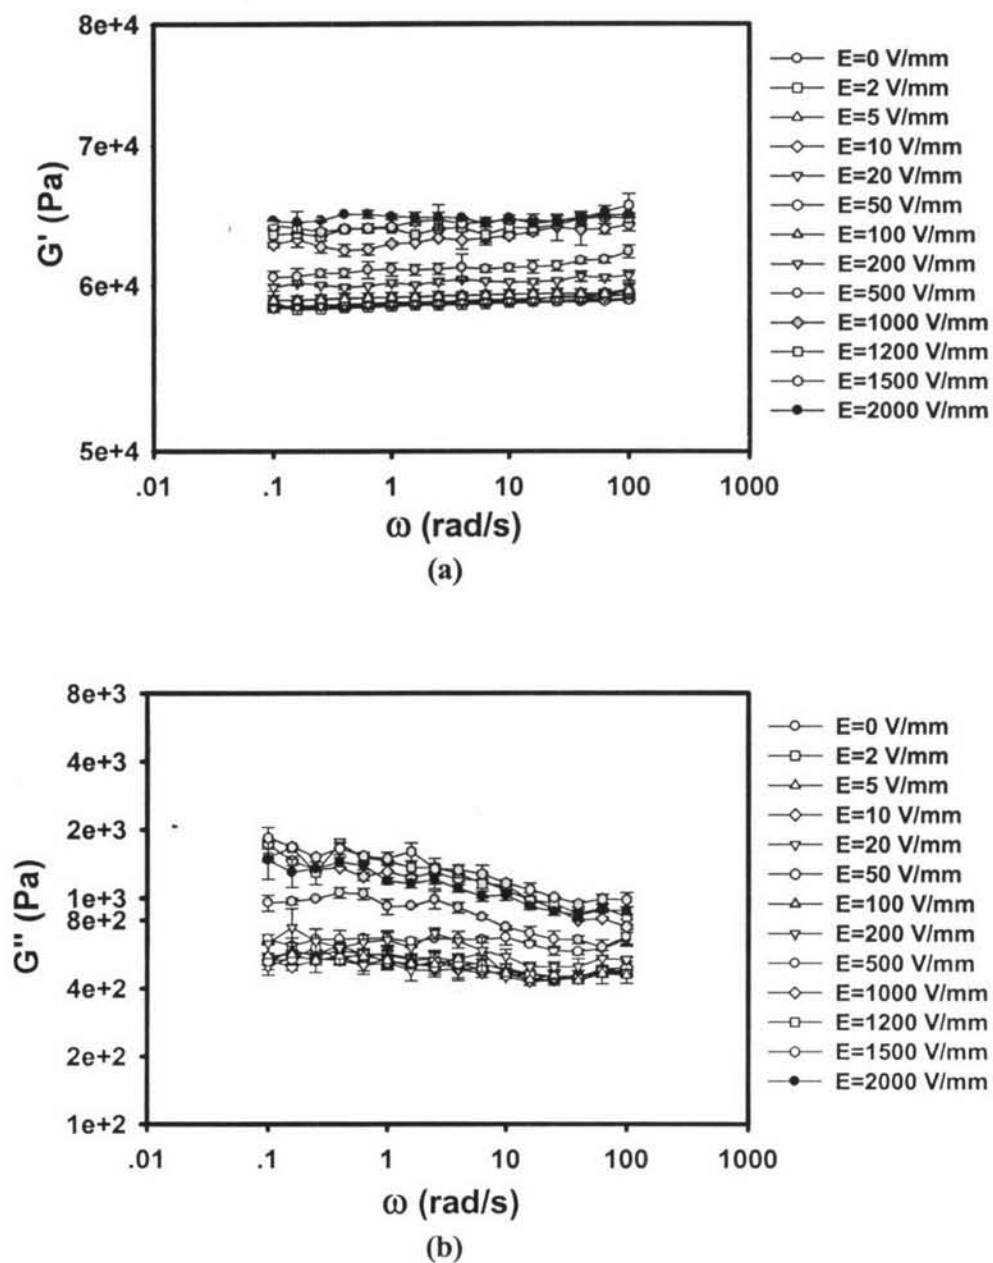 8e+4
7e+4
6e+4
5e+4
G' (Pa)
.01
.1
1
10
100
1000
ω (rad/s)
E=0 V/mm
E=2 V/mm
E=5 V/mm
E=10 V/mm
E=20 V/mm
E=50 V/mm
E=100 V/mm
E=200 V/mm
E=500 V/mm
E=1000 V/mm
E=1200 V/mm
E=1500 V/mm
E=2000 V/mm
(a)
8e+3
4e+3
2e+3
1e+3
8e+2
4e+2
2e+2
1e+2
G" (Pa)
.01
.1
1
10
100
1000
ω (rad/s)
E=0 V/mm
E=2 V/mm
E=5 V/mm
E=10 V/mm
E=20 V/mm
E=50 V/mm
E=100 V/mm
E=200 V/mm
E=500 V/mm
E=1000 V/mm
E=1200 V/mm
E=1500 V/mm
E=2000 V/mm
(b)